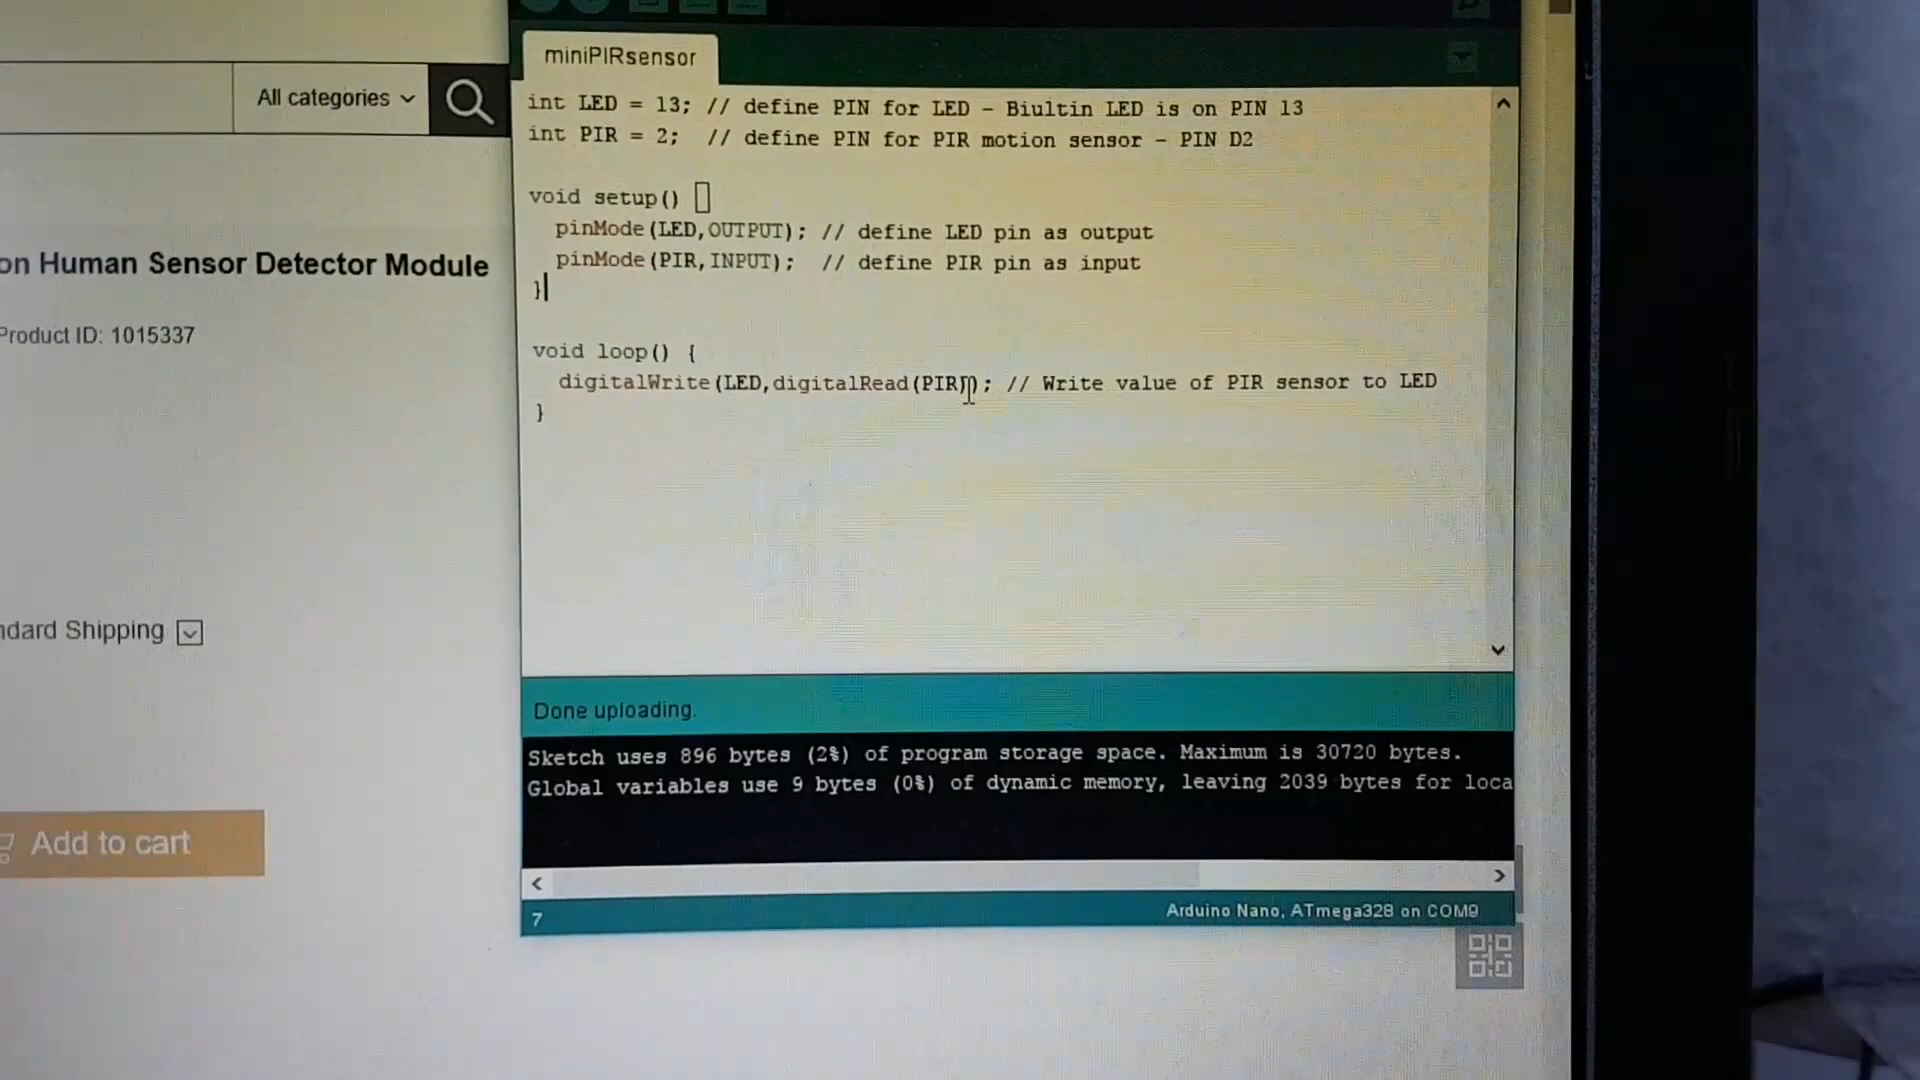 All categories
on Human Sensor Detector Module
Product ID: 1015337
ndard Shipping
Add to cart
miniPIRsensor
int LED = 13; // define PIN for LED - Biultin LED is on PIN 13
int PIR = 2; // define PIN for PIR motion sensor - PIN D2
void setup() {
pinMode(LED,OUTPUT); // define LED pin as output
pinMode(PIR,INPUT); // define PIR pin as input
}
void loop() {
digitalWrite(LED,digitalRead(PIR)); // Write value of PIR sensor to LED
}
Done uploading.
Sketch uses 896 bytes (2%) of program storage space. Maximum is 30720 bytes.
Global variables use 9 bytes (0%) of dynamic memory, leaving 2039 bytes for loca
7
Arduino Nano, ATmega328 on COM9